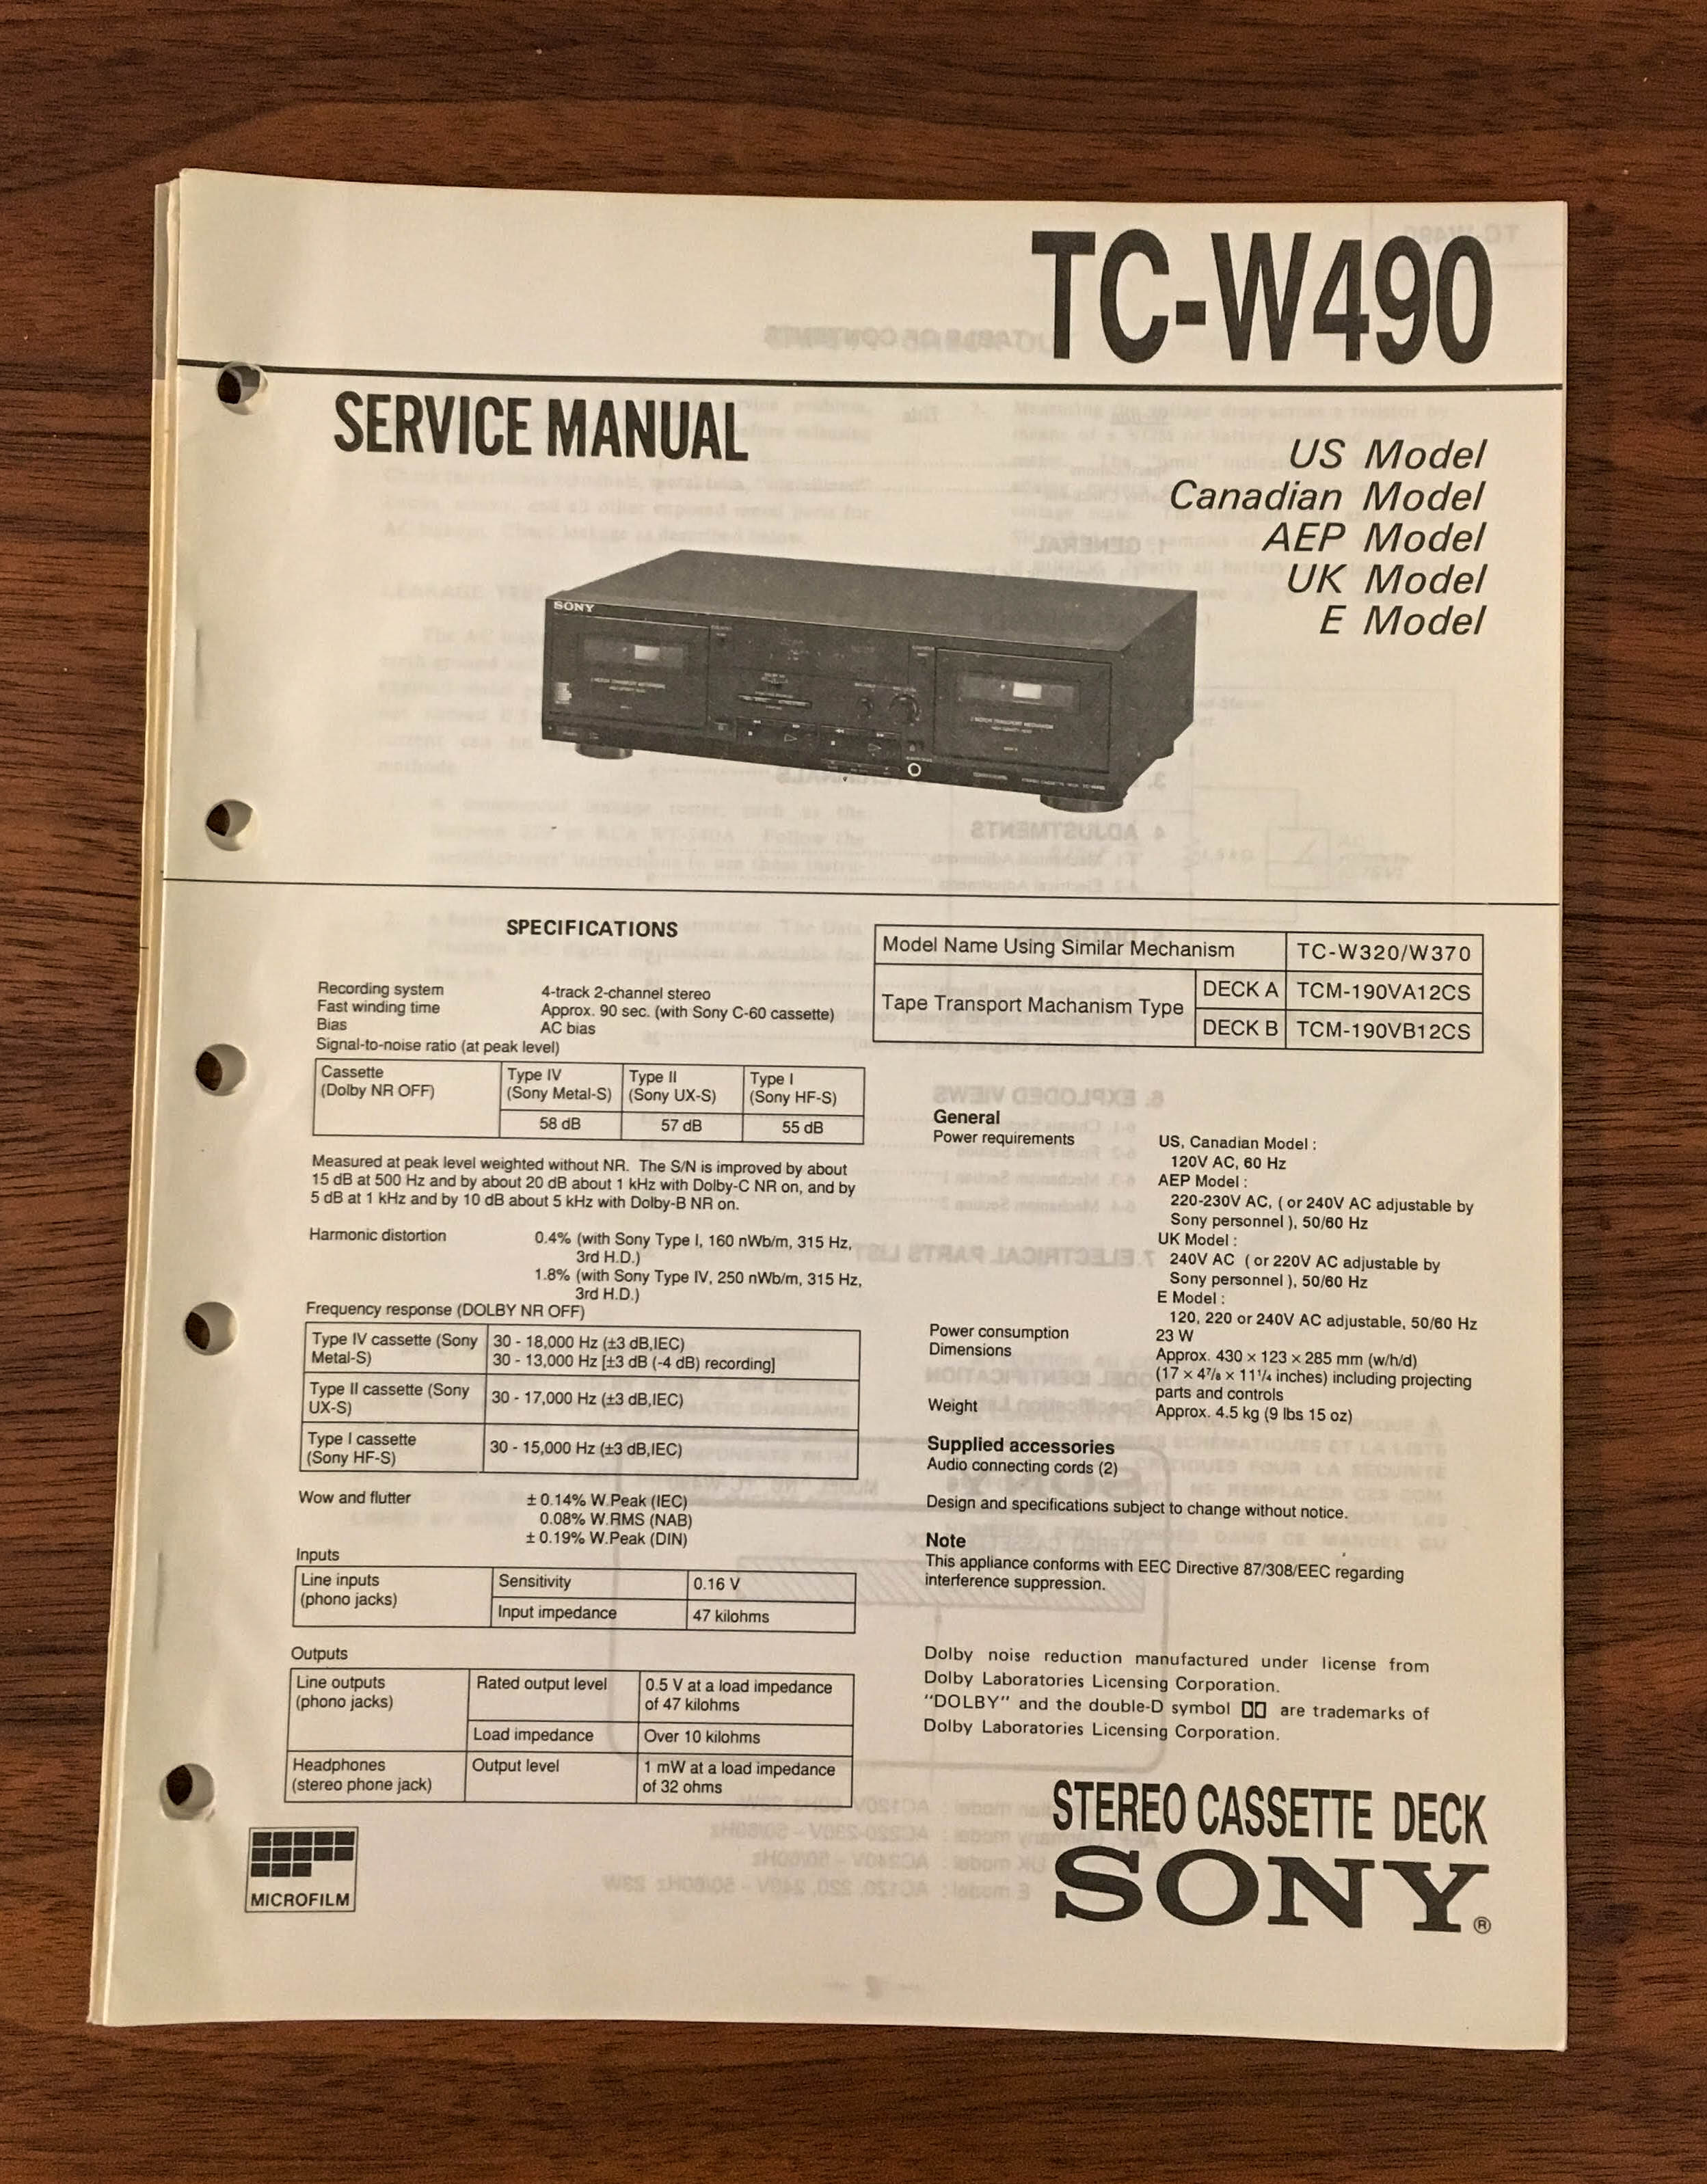 TC-W490
SERVICE MANUAL
US Model
Canadian Model
AEP Model
UK Model
E Model
SONY
SPECIFICATIONS
Recording system 4-track 2-channel stereo
Fast winding time Approx. 90 sec. (with Sony C-60 cassette)
Bias AC bias
Signal-to-noise ratio (at peak level)
Cassette Type IV Type II Type I
(Dolby NR OFF) (Sony Metal-S) (Sony UX-S) (Sony HF-S)
58 dB 57 dB 55 dB
Measured at peak level weighted without NR. The S/N is improved by about
15 dB at 500 Hz and by about 20 dB about 1 kHz with Dolby-C NR on, and by
5 dB at 1 kHz and by 10 dB about 5 kHz with Dolby-B NR on.
Harmonic distortion 0.4% (with Sony Type I, 160 nWb/m, 315 Hz,
3rd H.D.)
1.8% (with Sony Type IV, 250 nWb/m, 315 Hz,
3rd H.D.)
Frequency response (DOLBY NR OFF)
Type IV cassette (Sony 30 - 18,000 Hz (±3 dB,IEC)
Metal-S) 30 - 13,000 Hz [±3 dB (-4 dB) recording]
Type II cassette (Sony 30 - 17,000 Hz (±3 dB,IEC)
UX-S)
Type I cassette 30 - 15,000 Hz (±3 dB,IEC)
(Sony HF-S)
Wow and flutter ± 0.14% W.Peak (IEC)
0.08% W.RMS (NAB)
± 0.19% W.Peak (DIN)
Inputs
Line inputs Sensitivity 0.16 V
(phono jacks) Input impedance 47 kilohms
Outputs
Line outputs Rated output level 0.5 V at a load impedance
(phono jacks) of 47 kilohms
Load impedance Over 10 kilohms
Headphones Output level 1 mW at a load impedance
(stereo phone jack) of 32 ohms
MICROFILM
Model Name Using Similar Mechanism TC-W320/W370
Tape Transport Machanism Type DECK A TCM-190VA12CS
DECK B TCM-190VB12CS
General
Power requirements US, Canadian Model :
120V AC, 60 Hz
AEP Model :
220-230V AC, ( or 240V AC adjustable by
Sony personnel ), 50/60 Hz
UK Model :
240V AC ( or 220V AC adjustable by
Sony personnel ), 50/60 Hz
E Model :
120, 220 or 240V AC adjustable, 50/60 Hz
Power consumption 23 W
Dimensions Approx. 430 × 123 × 285 mm (w/h/d)
(17 × 4⁷/₈ × 11¹/₄ inches) including projecting
parts and controls
Weight Approx. 4.5 kg (9 lbs 15 oz)
Supplied accessories
Audio connecting cords (2)
Design and specifications subject to change without notice.
Note
This appliance conforms with EEC Directive 87/308/EEC regarding
interference suppression.
Dolby noise reduction manufactured under license from
Dolby Laboratories Licensing Corporation.
"DOLBY" and the double-D symbol are trademarks of
Dolby Laboratories Licensing Corporation.
STEREO CASSETTE DECK
SONY®